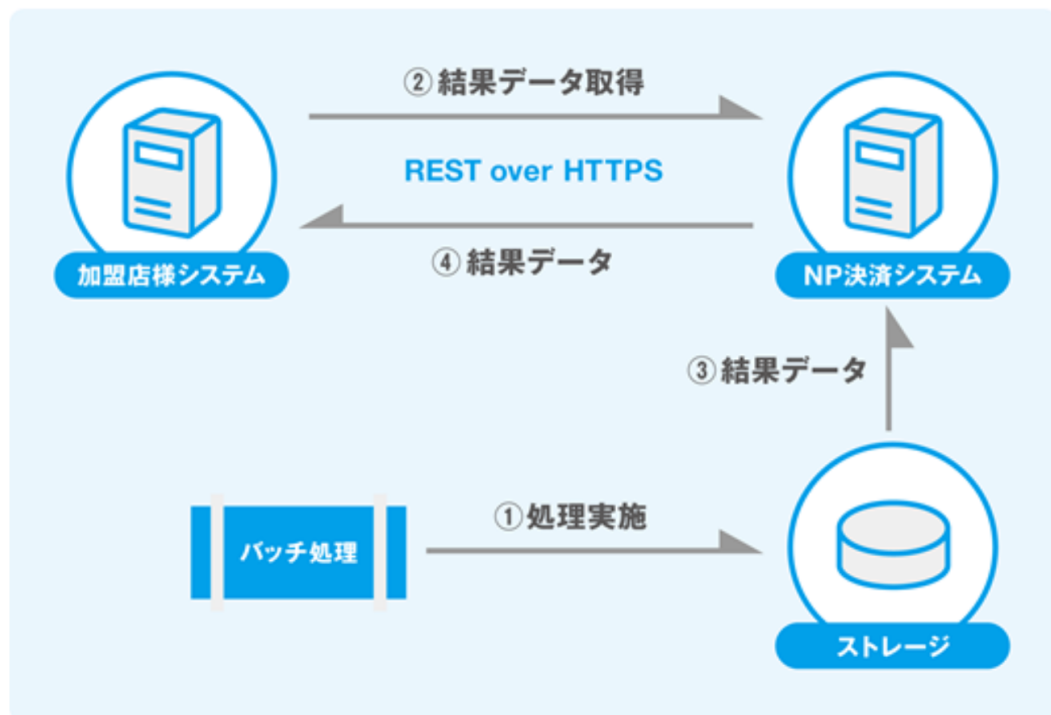 ②結果データ取得
REST over HTTPS
④結果データ
加盟店様システム
NP決済システム
③結果データ
①処理実施
バッチ処理
ストレージ